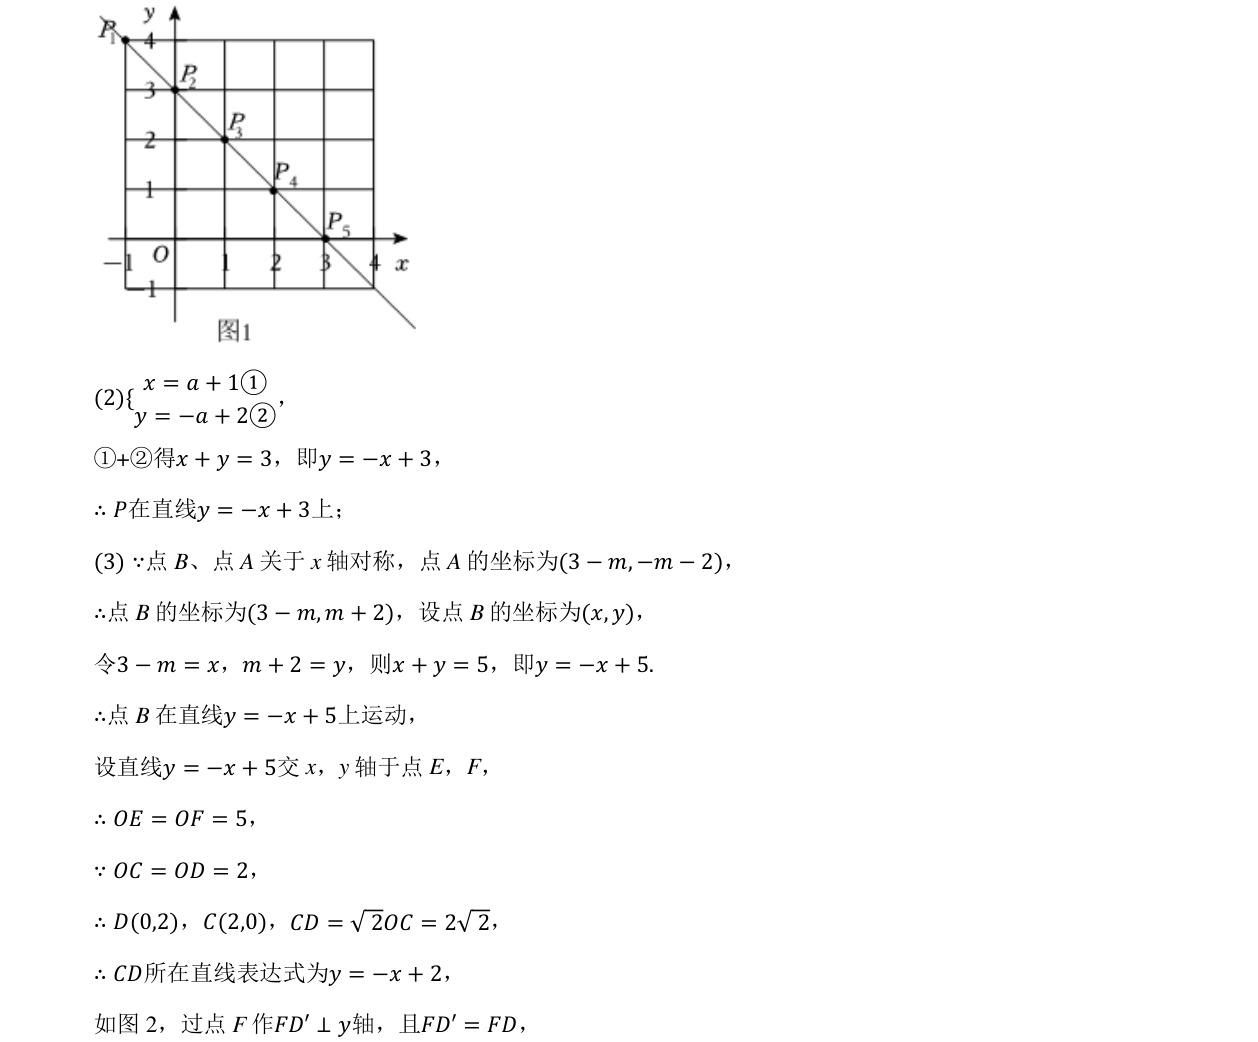 y
P₁ 4
P₂
3
P₃
2
P₄
1
P₅
O
−1 1 2 3 4 x
−1
图1
(2){ x = a + 1①
y = −a + 2② ，
①+②得x + y = 3，即y = −x + 3，
∴ P在直线y = −x + 3上；
(3) ∵点 B、点 A 关于 x 轴对称，点 A 的坐标为(3 − m, −m − 2)，
∴点 B 的坐标为(3 − m, m + 2)，设点 B 的坐标为(x, y)，
令3 − m = x，m + 2 = y，则x + y = 5，即y = −x + 5.
∴点 B 在直线y = −x + 5上运动，
设直线y = −x + 5交 x，y 轴于点 E，F，
∴ OE = OF = 5，
∵ OC = OD = 2，
∴ D(0,2)，C(2,0)，CD = √2OC = 2√2，
∴ CD所在直线表达式为y = −x + 2，
如图 2，过点 F 作FD′ ⊥ y轴，且FD′ = FD，